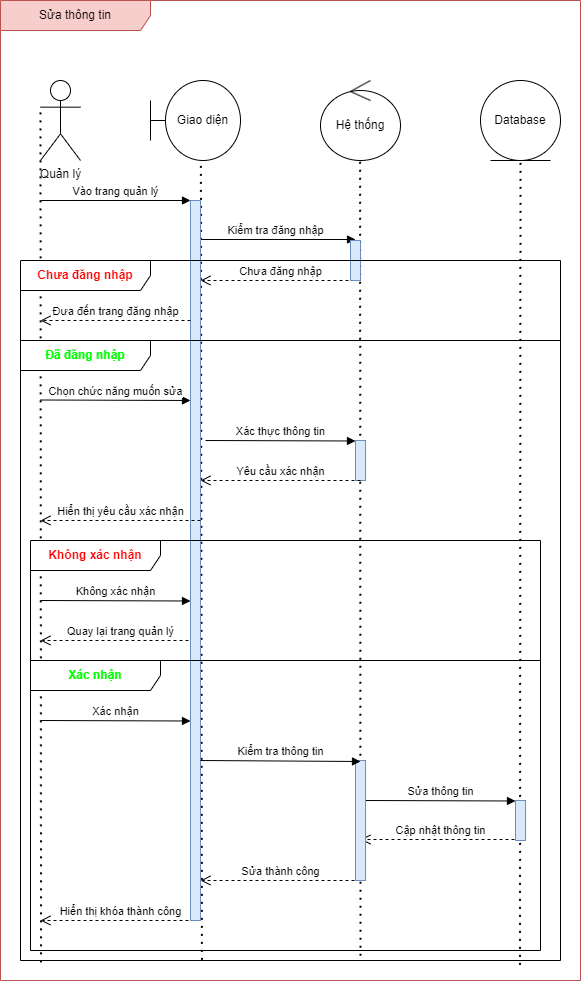 Sửa thông tin
Giao diện
Hệ thống
Database
Quản lý
Vào trang quản lý
Kiểm tra đăng nhập
Chưa đăng nhập
Chưa đăng nhập
Đưa đến trang đăng nhập
Đã đăng nhập
Chọn chức năng muốn sửa
Xác thực thông tin
Yêu cầu xác nhận
Hiển thị yêu cầu xác nhận
Không xác nhận
Không xác nhận
Quay lại trang quản lý
Xác nhận
Xác nhận
Kiểm tra thông tin
Sửa thông tin
Cập nhật thông tin
Sửa thành công
Hiển thị khóa thành công